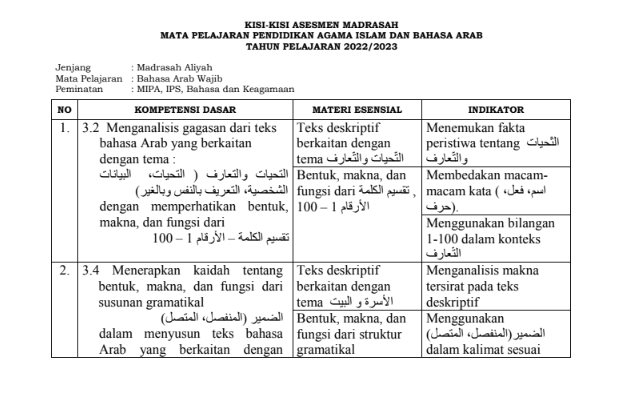 KISI-KISI ASESMEN MADRASAH
MATA PELAJARAN PENDIDIKAN AGAMA ISLAM DAN BAHASA ARAB
TAHUN PELAJARAN 2022/2023
Jenjang : Madrasah Aliyah
Mata Pelajaran : Bahasa Arab Wajib
Peminatan : MIPA, IPS, Bahasa dan Keagamaan
NO KOMPETENSI DASAR MATERI ESENSIAL INDIKATOR
1.
3.2 Menganalisis gagasan dari teks
bahasa Arab yang berkaitan
dengan tema :
التحيات والتعارف ( التحيات، البيانات
الشخصية، التعريف بالنفس وبالغير)
dengan memperhatikan bentuk,
makna, dan fungsi dari
تقسيم الكلمة – الأرقام 1 – 100
Teks deskriptif
berkaitan dengan
tema التّحيات والتّعارف
Bentuk, makna, dan
fungsi dari تقسيم الكلمة ,
الأرقام 1 – 100
Menemukan fakta
peristiwa tentang التّحيات
والتّعارف
Membedakan macam-
macam kata ( اسم، فعل،
حرف).
Menggunakan bilangan
1-100 dalam konteks
التّعارف
2.
3.4 Menerapkan kaidah tentang
bentuk, makna, dan fungsi dari
susunan gramatikal
الضمير (المنفصل، المتصل)
dalam menyusun teks bahasa
Arab yang berkaitan dengan
Teks deskriptif
berkaitan dengan
tema الأسرة و البيت
Bentuk, makna, dan
fungsi dari struktur
gramatikal
Menganalisis makna
tersirat pada teks
deskriptif
Menggunakan
الضمير(المنفصل، المتصل)
dalam kalimat sesuai